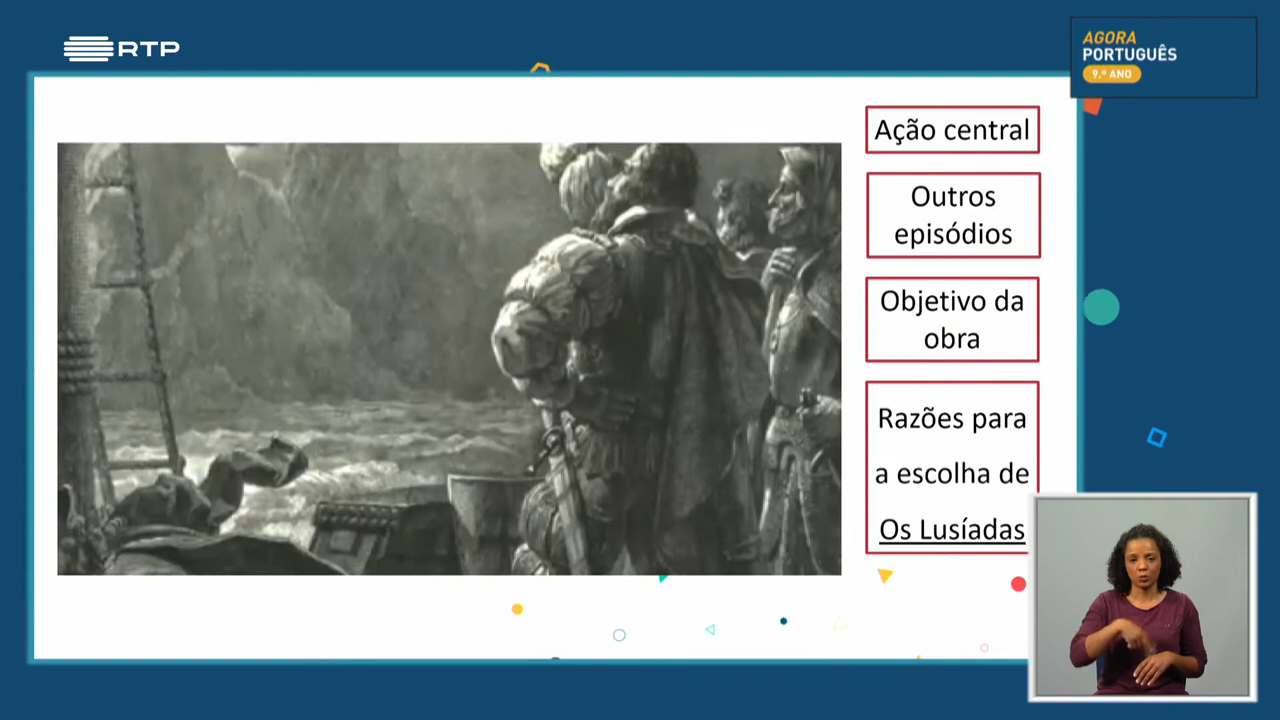 RTP
AGORA
PORTUGUÊS
9.º ANO
Ação central
Outros
episódios
Objetivo da
obra
Razões para
a escolha de
Os Lusíadas